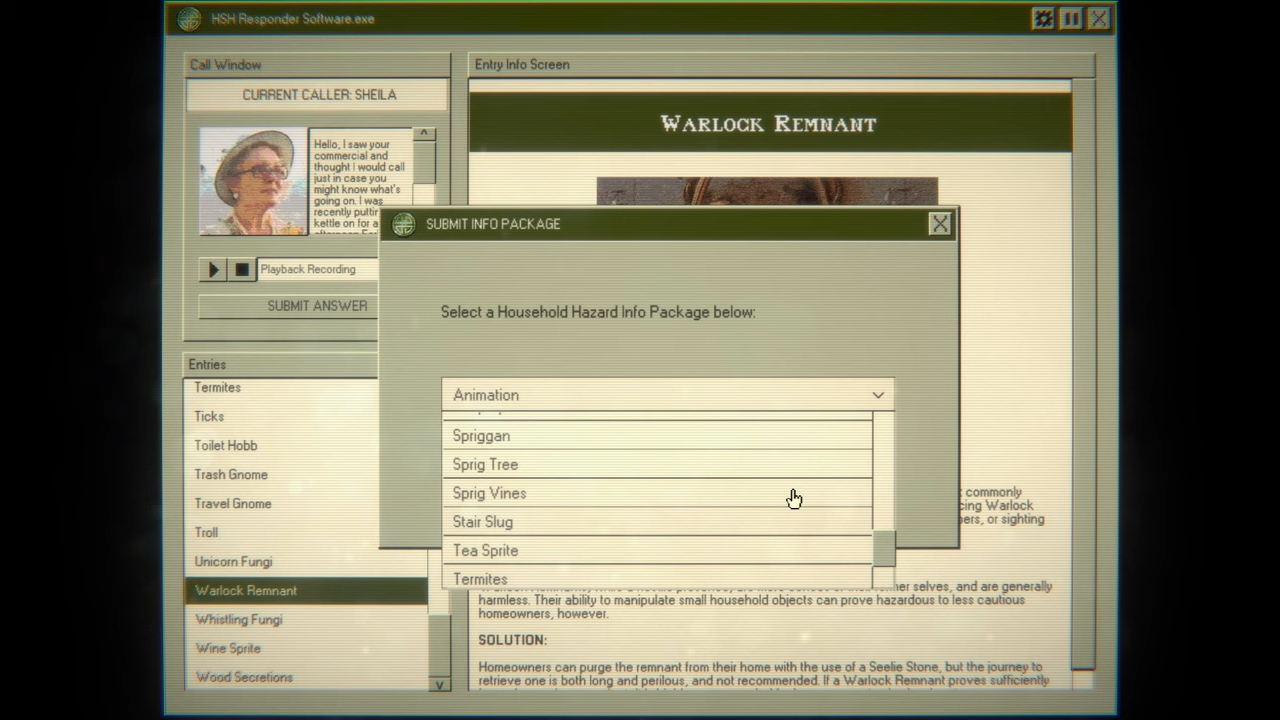 HSH Responder Software.exe
Call Window
Entry Info Screen
CURRENT CALLER: SHEILA
Warlock Remnant
Hello, I saw your
commercial and
thought I would call
just in case you
might know what's
going on. I was
recently puttin
kettle on for a
SUBMIT INFO PACKAGE
Playback Recording
SUBMIT ANSWER
Select a Household Hazard Info Package below:
Entries
Termites
Ticks
Toilet Hobb
Trash Gnome
Travel Gnome
Troll
Unicorn Fungi
Warlock Remnant
Whistling Fungi
Wine Sprite
Wood Secretions
Animation
Spriggan
Sprig Tree
Sprig Vines
Stair Slug
Tea Sprite
Termites
commonly
cing Warlock
ers, or sighting
selves, and are generally
harmless. Their ability to manipulate small household objects can prove hazardous to less cautious
homeowners, however.
SOLUTION:
Homeowners can purge the remnant from their home with the use of a Seelie Stone, but the journey to
retrieve one is both long and perilous, and not recommended. If a Warlock Remnant proves sufficiently